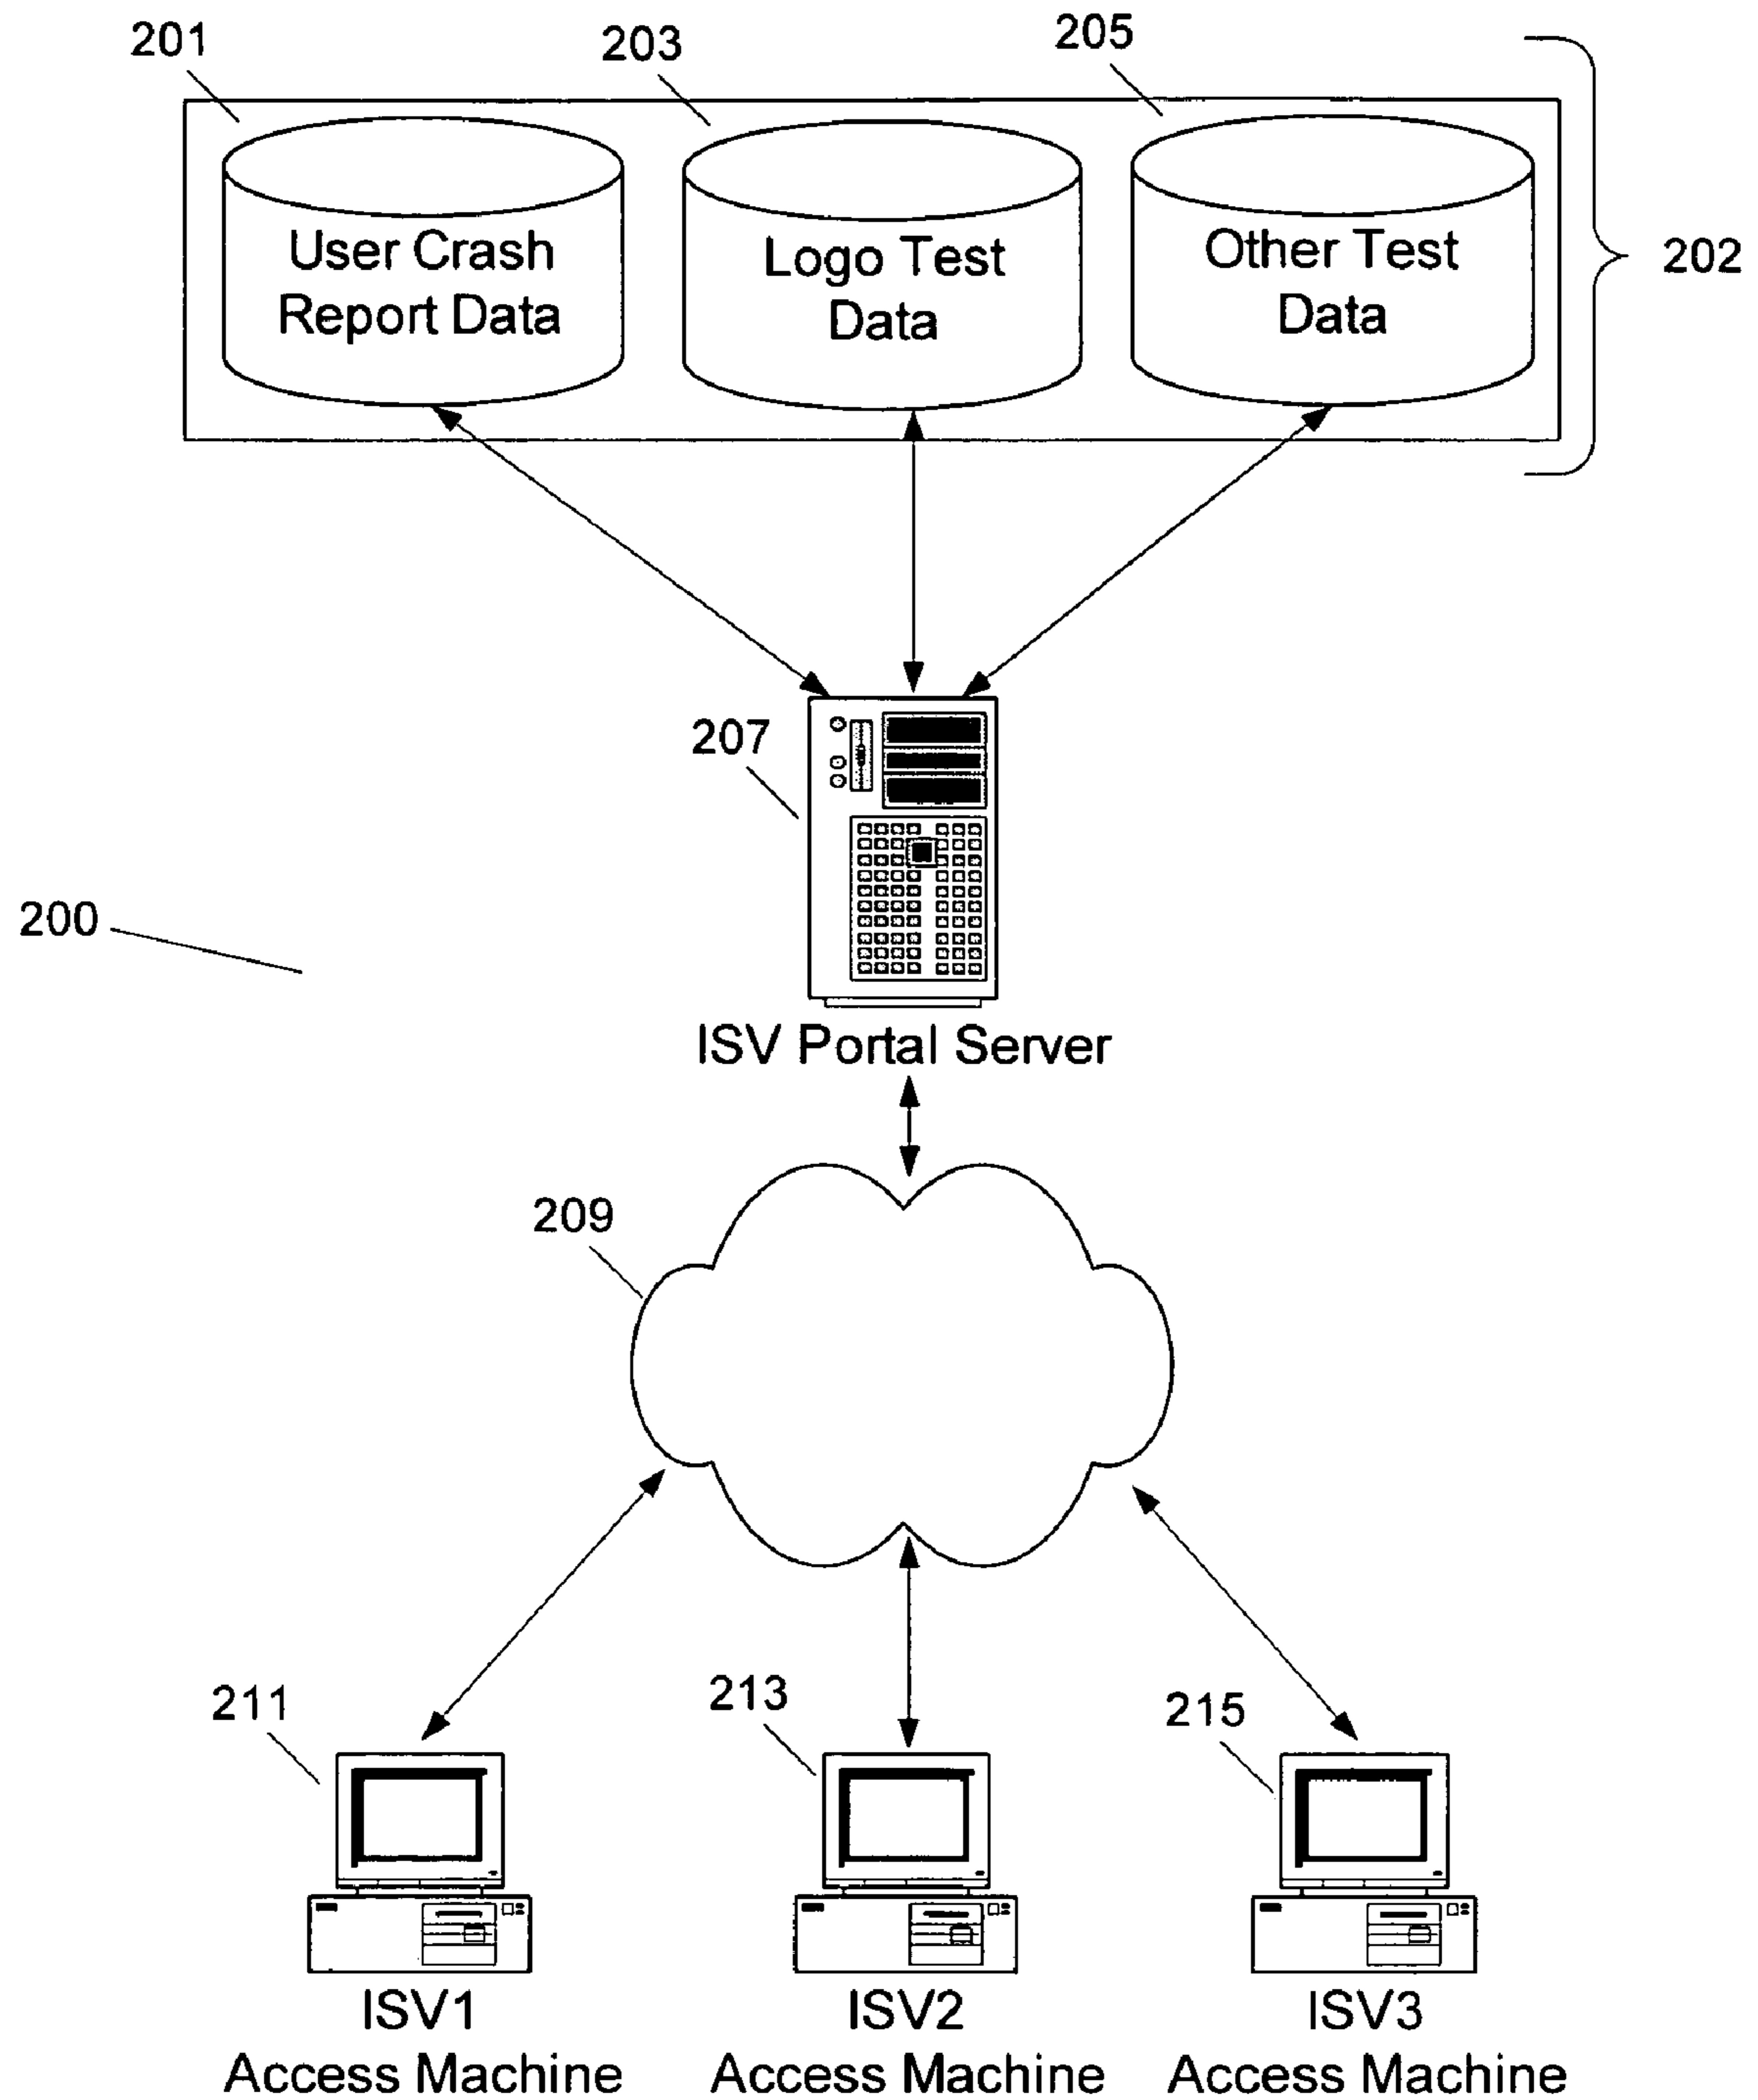 201
203
205
User Crash
Report Data
Logo Test
Data
Other Test
Data
202
207
200
ISV Portal Server
209
211
213
215
ISV1
Access Machine
ISV2
Access Machine
ISV3
Access Machine